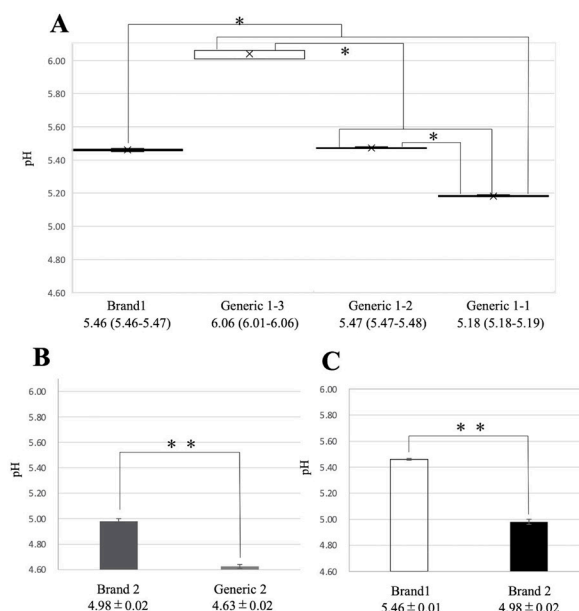 A
*
6.00
*
5.80
5.60
*
5.40
pH
5.20
5.00
4.80
4.60
Brand1 Generic 1-3 Generic 1-2 Generic 1-1
5.46 (5.46-5.47) 6.06 (6.01-6.06) 5.47 (5.47-5.48) 5.18 (5.18-5.19)
B
6.00
5.80
* *
5.60
5.40
pH
5.20
5.00
4.80
4.60
Brand 2 Generic 2
4.98 ± 0.02 4.63 ± 0.02
C
6.00
5.80
* *
5.60
5.40
pH
5.20
5.00
4.80
4.60
Brand1 Brand 2
5.46 ± 0.01 4.98 ± 0.02